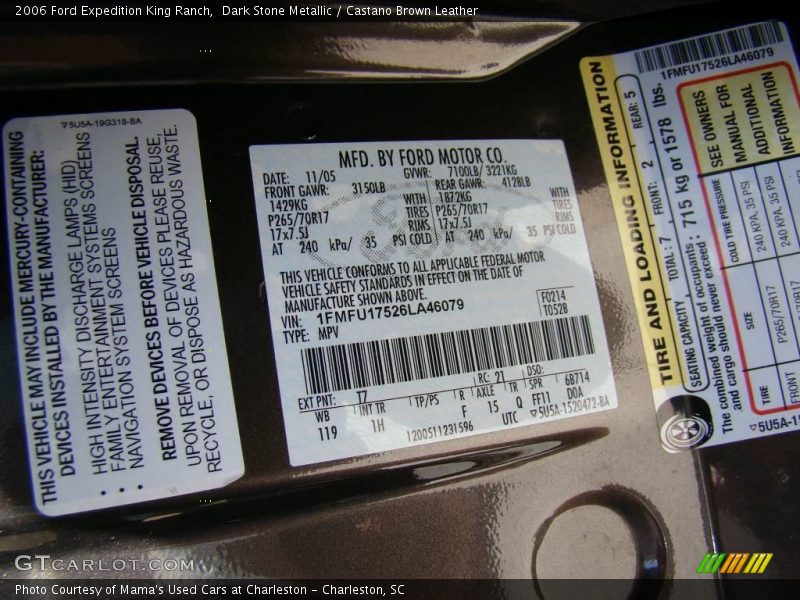 2006 Ford Expedition King Ranch, Dark Stone Metallic / Castano Brown Leather
5U5A-19G318-BA
THIS VEHICLE MAY INCLUDE MERCURY-CONTAINING
DEVICES INSTALLED BY THE MANUFACTURER:
• HIGH INTENSITY DISCHARGE LAMPS (HID)
• FAMILY ENTERTAINMENT SYSTEMS SCREENS
• NAVIGATION SYSTEM SCREENS
REMOVE DEVICES BEFORE VEHICLE DISPOSAL.
UPON REMOVAL OF DEVICES PLEASE REUSE,
RECYCLE, OR DISPOSE AS HAZARDOUS WASTE.
MFD. BY FORD MOTOR CO.
DATE: 11/05 GVWR: 7100LB/ 3221KG
FRONT GAWR: 3150LB REAR GAWR: 4128LB
1429KG WITH 1872KG WITH
P265/70R17 TIRES P265/70R17 TIRES
17x7.5J RIMS 17x7.5J RIMS
AT 240 kPa/ 35 PSI COLD AT 240 kPa/ 35 PSI COLD
THIS VEHICLE CONFORMS TO ALL APPLICABLE FEDERAL MOTOR
VEHICLE SAFETY STANDARDS IN EFFECT ON THE DATE OF
MANUFACTURE SHOWN ABOVE.
VIN: 1FMFU17526LA46079 F0214
TYPE: MPV T052B
EXT PNT: T7 RC: 21 DSO:
WB INT TR TP/PS R AXLE TR SPR 6B714
119 1H F 15 Q FF11 DOA
1200511231596 UTC 5U5A-1520472-BA
1FMFU17526LA46079
TIRE AND LOADING INFORMATION
SEATING CAPACITY TOTAL: 7 FRONT: 2 REAR: 5
The combined weight of occupants : 715 kg or 1578 lbs.
and cargo should never exceed
SEE OWNERS
MANUAL FOR
ADDITIONAL
INFORMATION
TIRE SIZE COLD TIRE PRESSURE
FRONT P265/70R17 240 KPA, 35 PSI
240 KPA, 35 PSI
GTCARLOT.COM
Photo Courtesy of Mama's Used Cars at Charleston - Charleston, SC